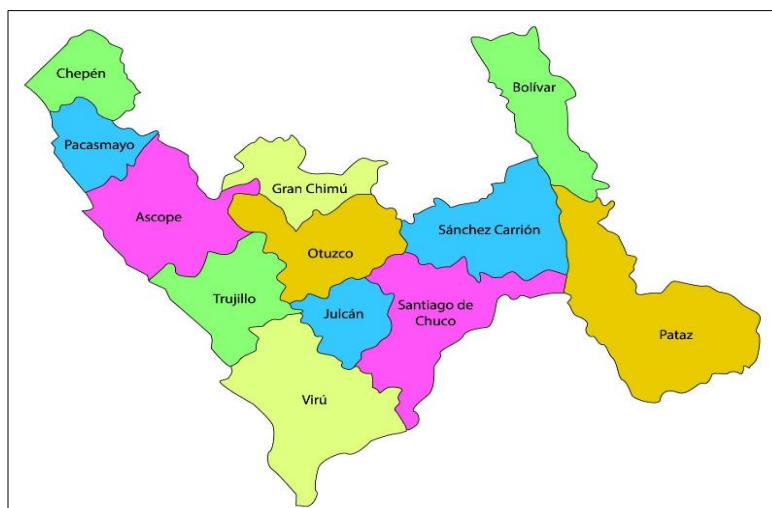 Chepén
Bolívar
Pacasmayo
Gran Chimú
Ascope
Sánchez Carrión
Otuzco
Trujillo
Julcán
Santiago de
Chuco
Pataz
Virú